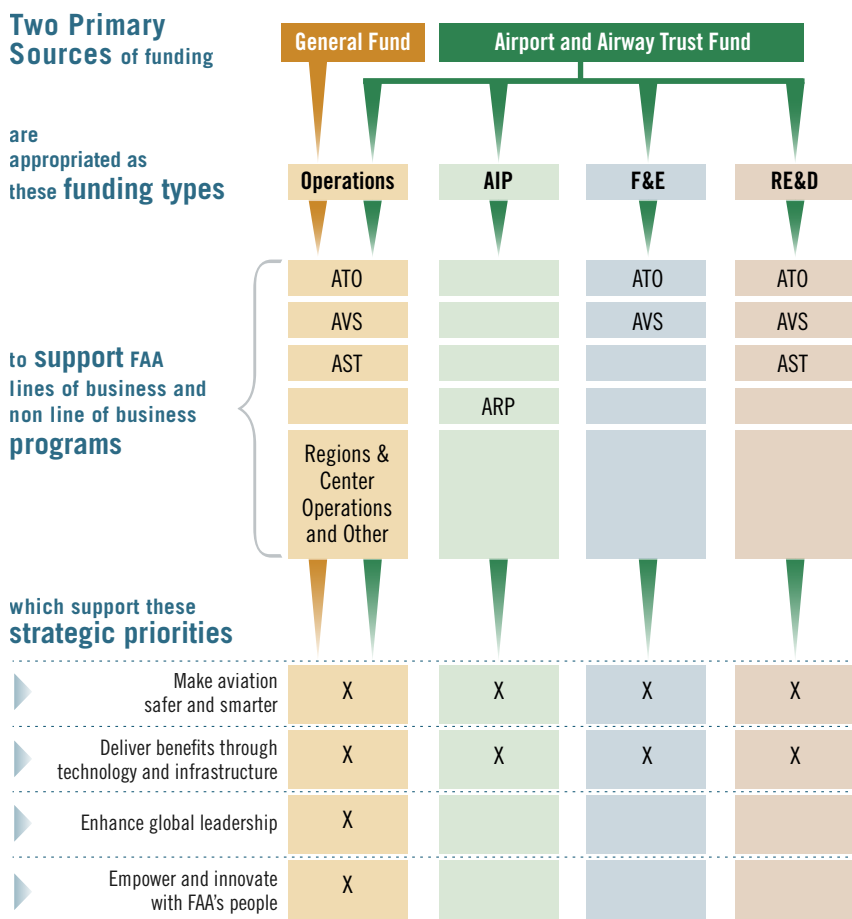 Two Primary
Sources of funding
General Fund
Airport and Airway Trust Fund
are
appropriated as
these funding types
Operations
AIP
F&E
RE&D
to support FAA
lines of business and
non line of business
programs
ATO
ATO
ATO
AVS
AVS
AVS
AST
AST
ARP
Regions &
Center
Operations
and Other
which support these
strategic priorities
Make aviation
safer and smarter
X
X
X
X
Deliver benefits through
technology and infrastructure
X
X
X
X
Enhance global leadership
X
Empower and innovate
with FAA's people
X